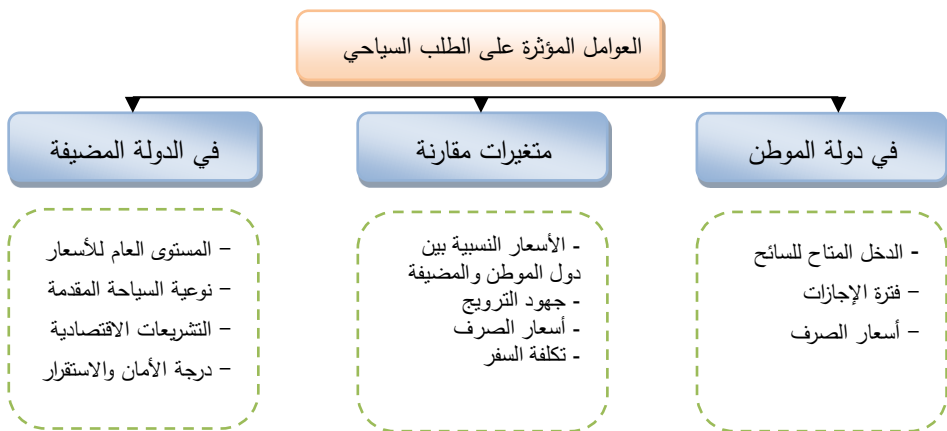 العوامل المؤثرة على الطلب السياحي
في دولة الموطن
متغيرات مقارنة
في الدولة المضيفة
- الدخل المتاح للسائح
– فترة الإجازات
– أسعار الصرف
- الأسعار النسبية بين
دول الموطن والمضيفة
- جهود الترويج
- أسعار الصرف
- تكلفة السفر
– المستوى العام للأسعار
– نوعية السياحة المقدمة
– التشريعات الاقتصادية
– درجة الأمان والاستقرار